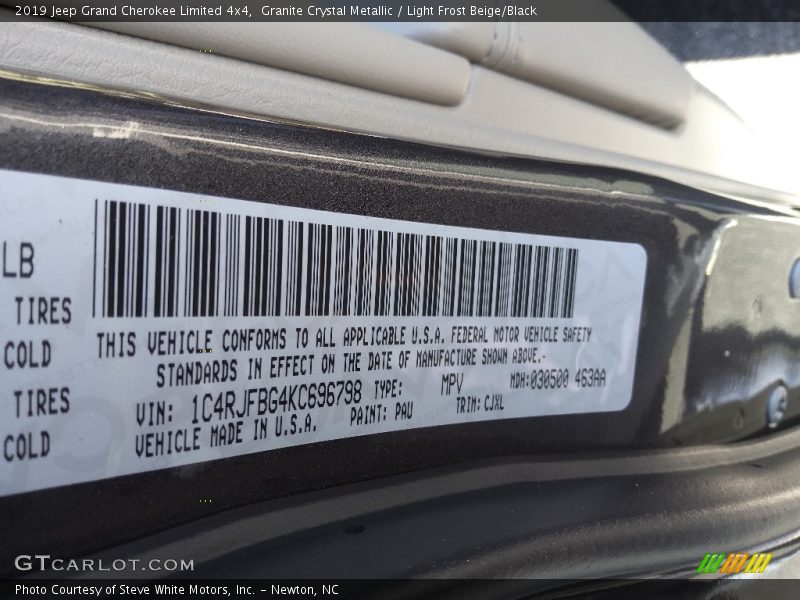 2019 Jeep Grand Cherokee Limited 4x4,  Granite Crystal Metallic / Light Frost Beige/Black
LB
TIRES
COLD
TIRES
COLD
THIS VEHICLE CONFORMS TO ALL APPLICABLE U.S.A. FEDERAL MOTOR VEHICLE SAFETY
STANDARDS IN EFFECT ON THE DATE OF MANUFACTURE SHOWN ABOVE.-
VIN: 1C4RJFBG4KC696798 TYPE: MPV MDH:030500 463AA
VEHICLE MADE IN U.S.A. PAINT: PAU TRIM: CJXL
GTCARLOT.COM
Photo Courtesy of Steve White Motors, Inc. – Newton, NC